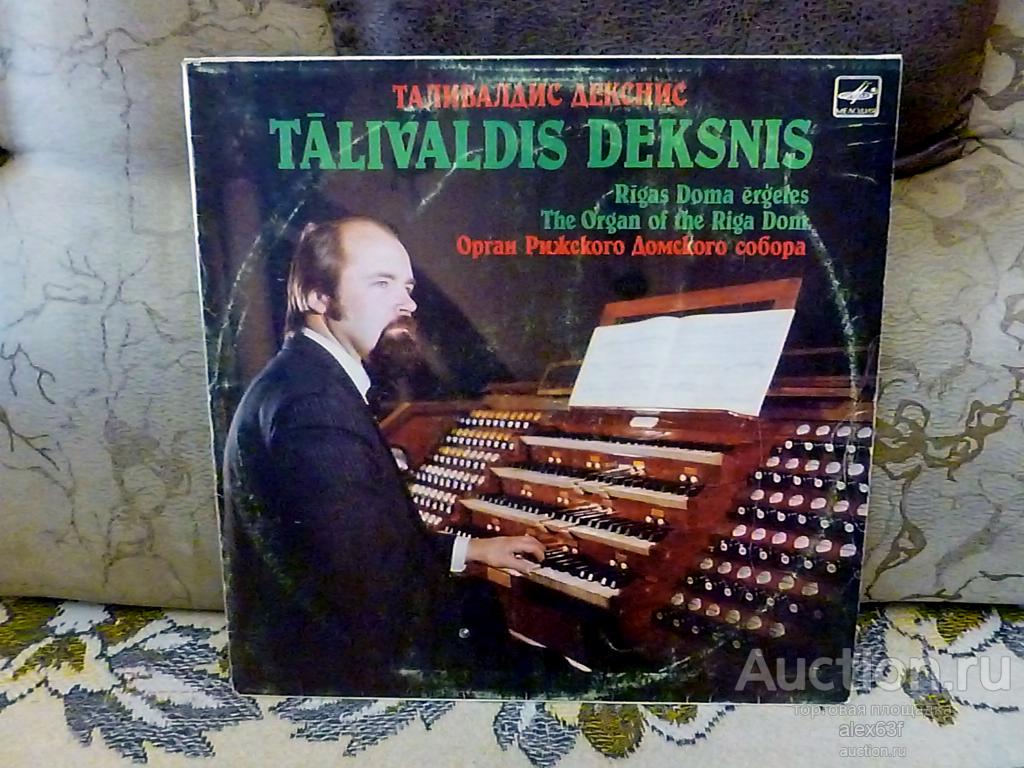 ТАЛИВАЛДИС ДЕКСНИС
МЕЛОДИЯ
TĀLIVALDIS DEKSNIS
Rīgas Doma ērģeles
The Organ of the Riga Dom
Орган Рижского Домского собора
Auction.ru
торговая площадка
alex63f
auction.ru